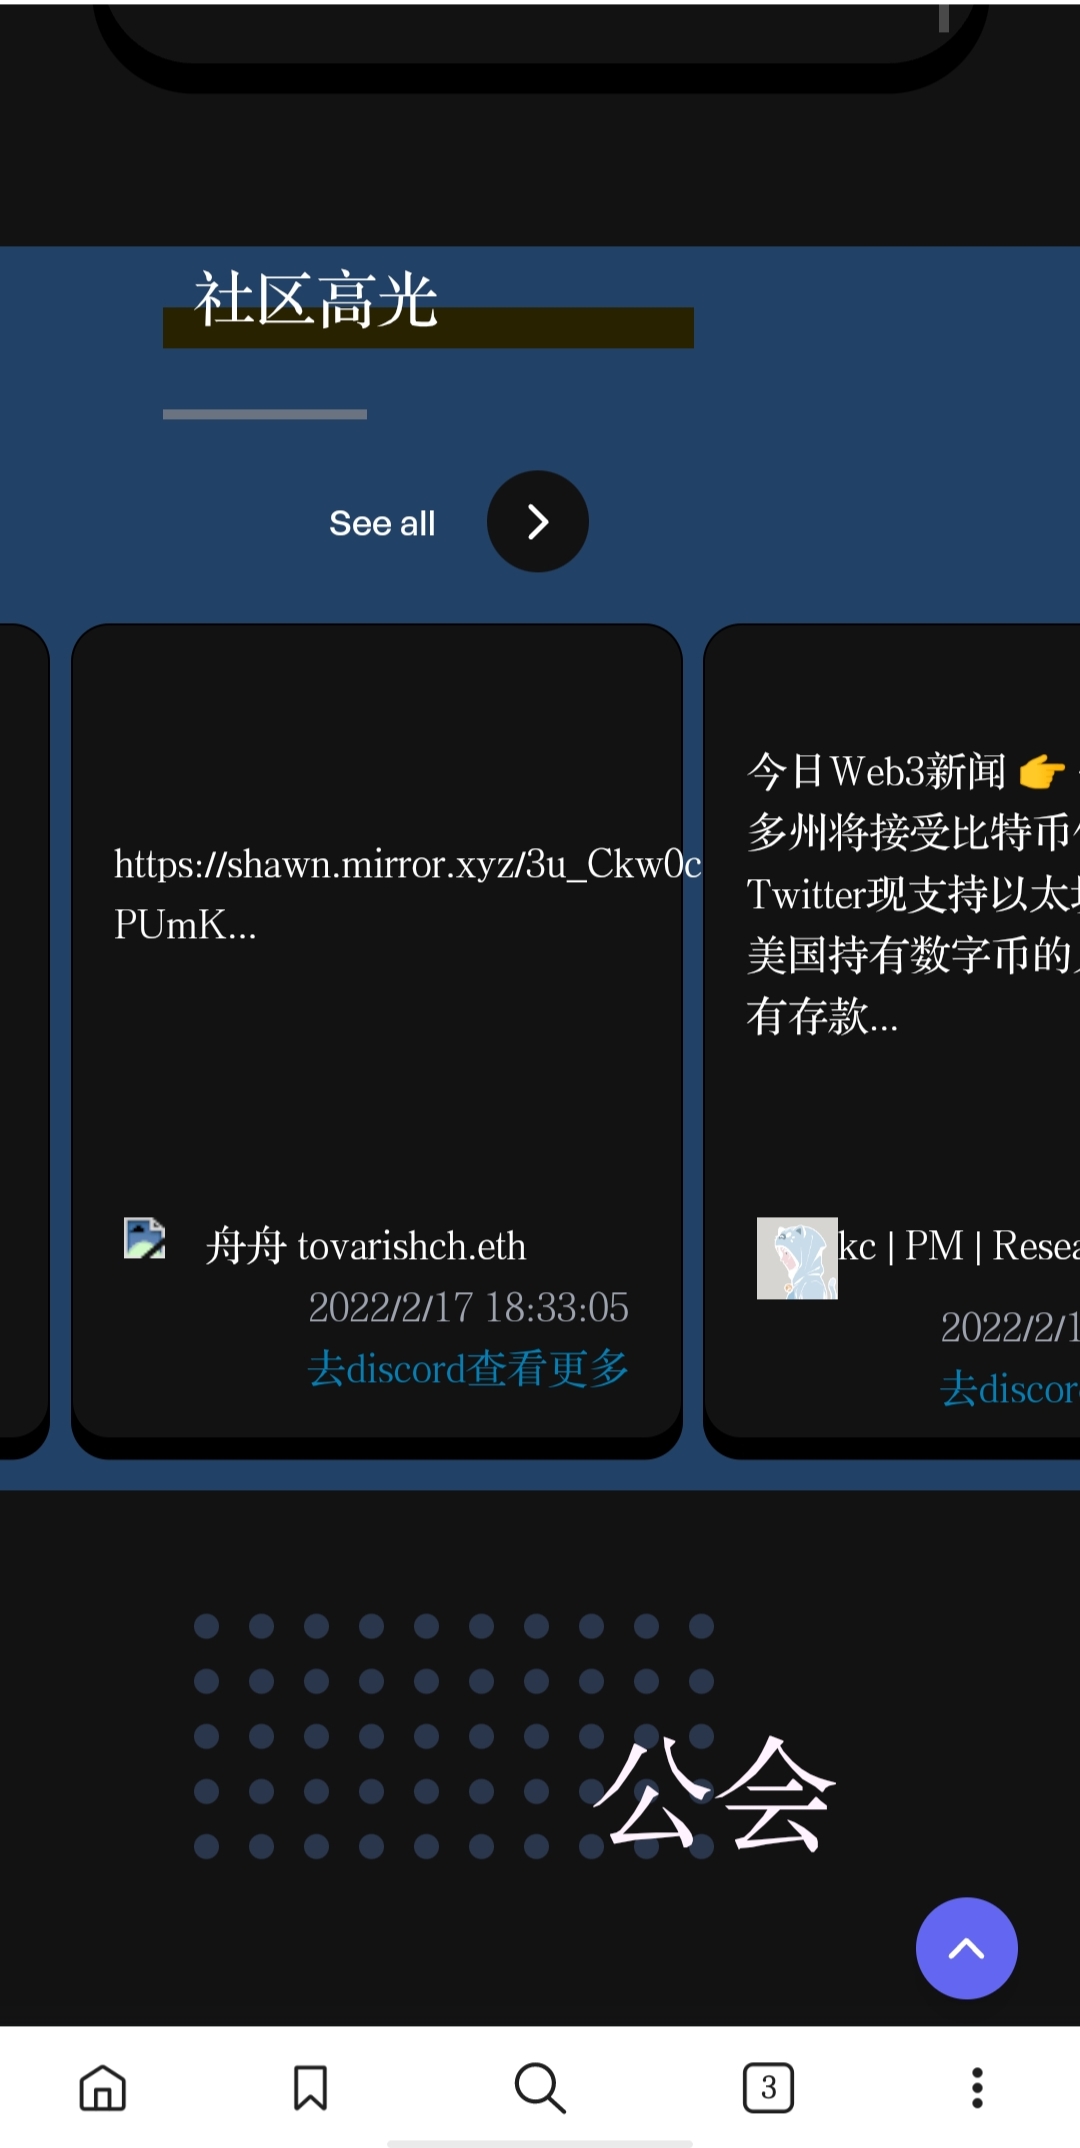 社区高光
See all
https://shawn.mirror.xyz/3u_Ckw0c
PUmK...
舟舟 tovarishch.eth
2022/2/17 18:33:05
去discord查看更多
今日Web3新闻 👉
多州将接受比特币
Twitter现支持以太
美国持有数字币的
有存款...
kc | PM | Resea
2022/2/1
去discor
公会
3